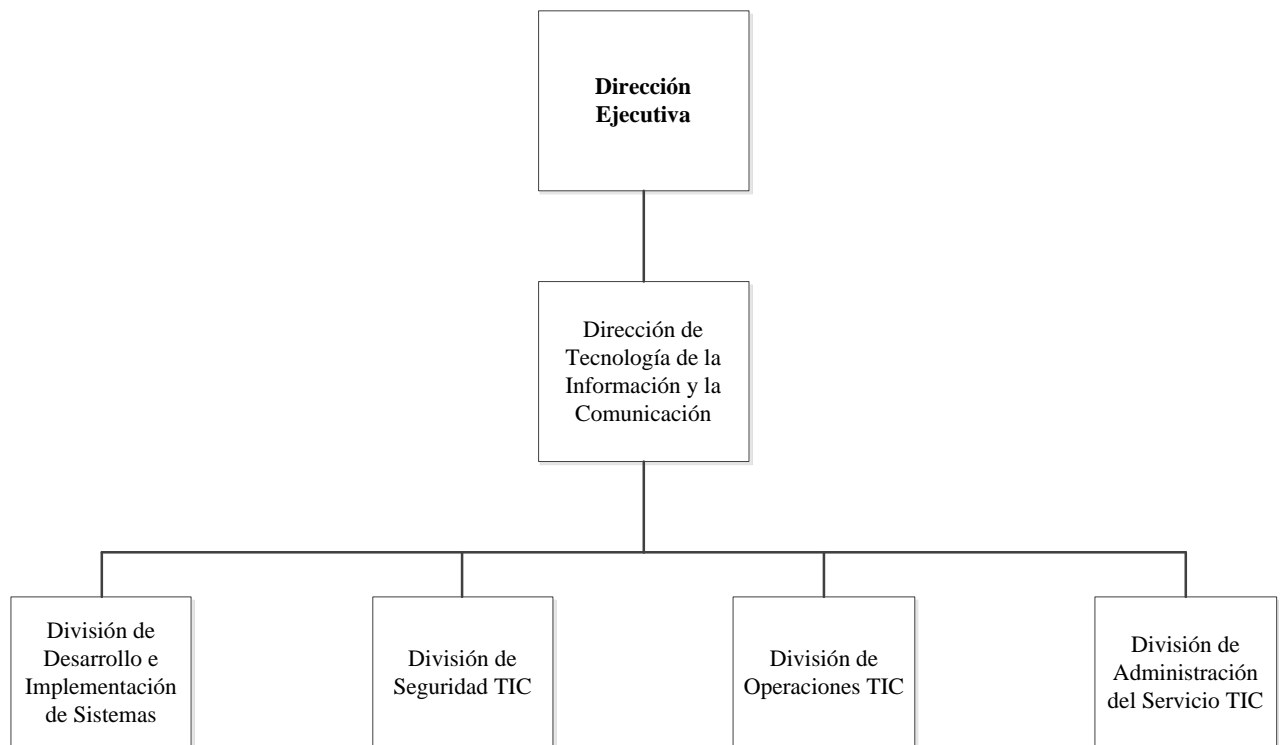 Dirección
Ejecutiva
Dirección de
Tecnología de la
Información y la
Comunicación
División de
Desarrollo e
Implementación
de Sistemas
División de
Seguridad TIC
División de
Operaciones TIC
División de
Administración
del Servicio TIC